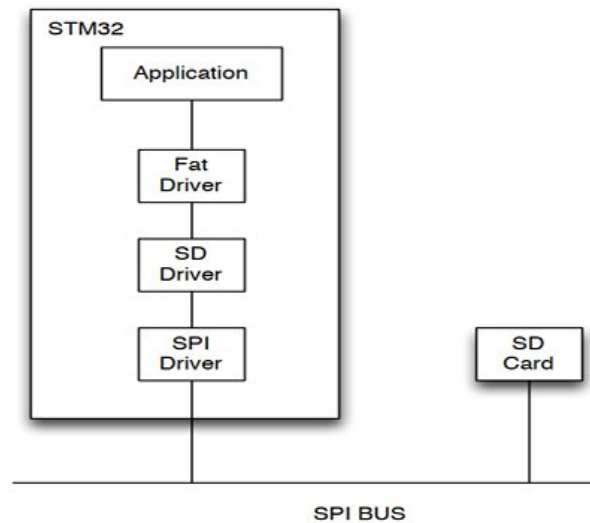 STM32
Application
Fat
Driver
SD
Driver
SPI
Driver
SD
Card
SPI BUS